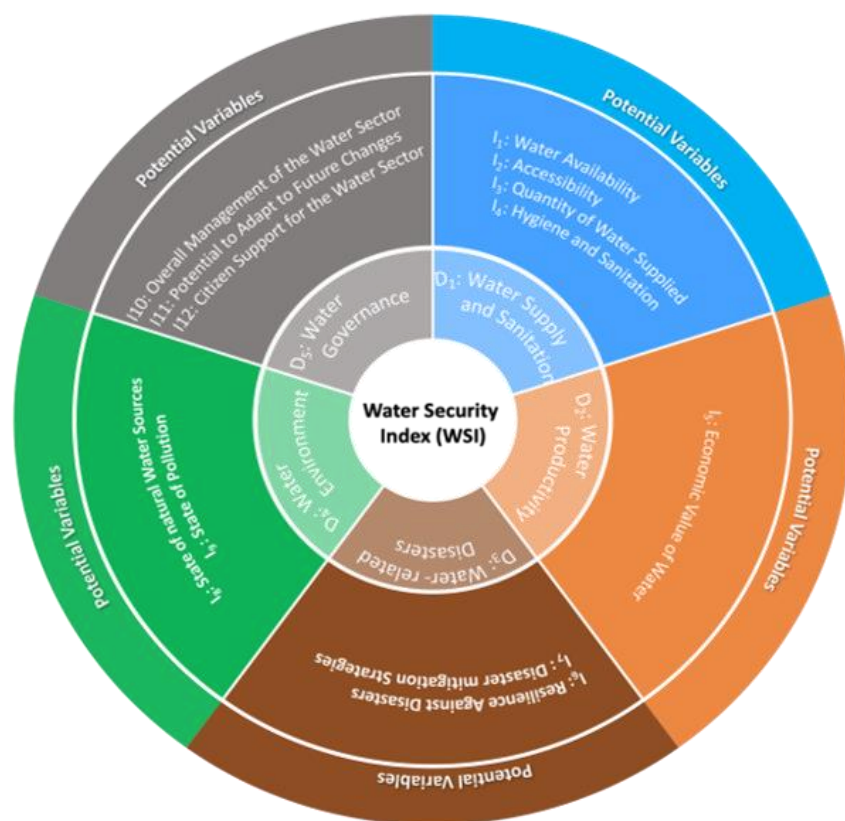 Water Security
Index (WSI)
D₁: Water Supply
and Sanitation
I₁: Water Availability
I₂: Accessibility
I₃: Quantity of Water Supplied
I₄: Hygiene and Sanitation
Potential Variables
D₂: Water
Productivity
I₅: Economic Value of Water
Potential Variables
D₃: Water- related
Disasters
I₆: Resilience Against Disasters
I₇: Disaster mitigation Strategies
Potential Variables
D₄: Water
Environment
I₈: State of natural Water Sources
I₉: State of Pollution
Potential Variables
D₅: Water
Governance
I10: Overall Management of the Water Sector
I11: Potential to Adapt to Future Changes
I12: Citizen Support for the Water Sector
Potential Variables